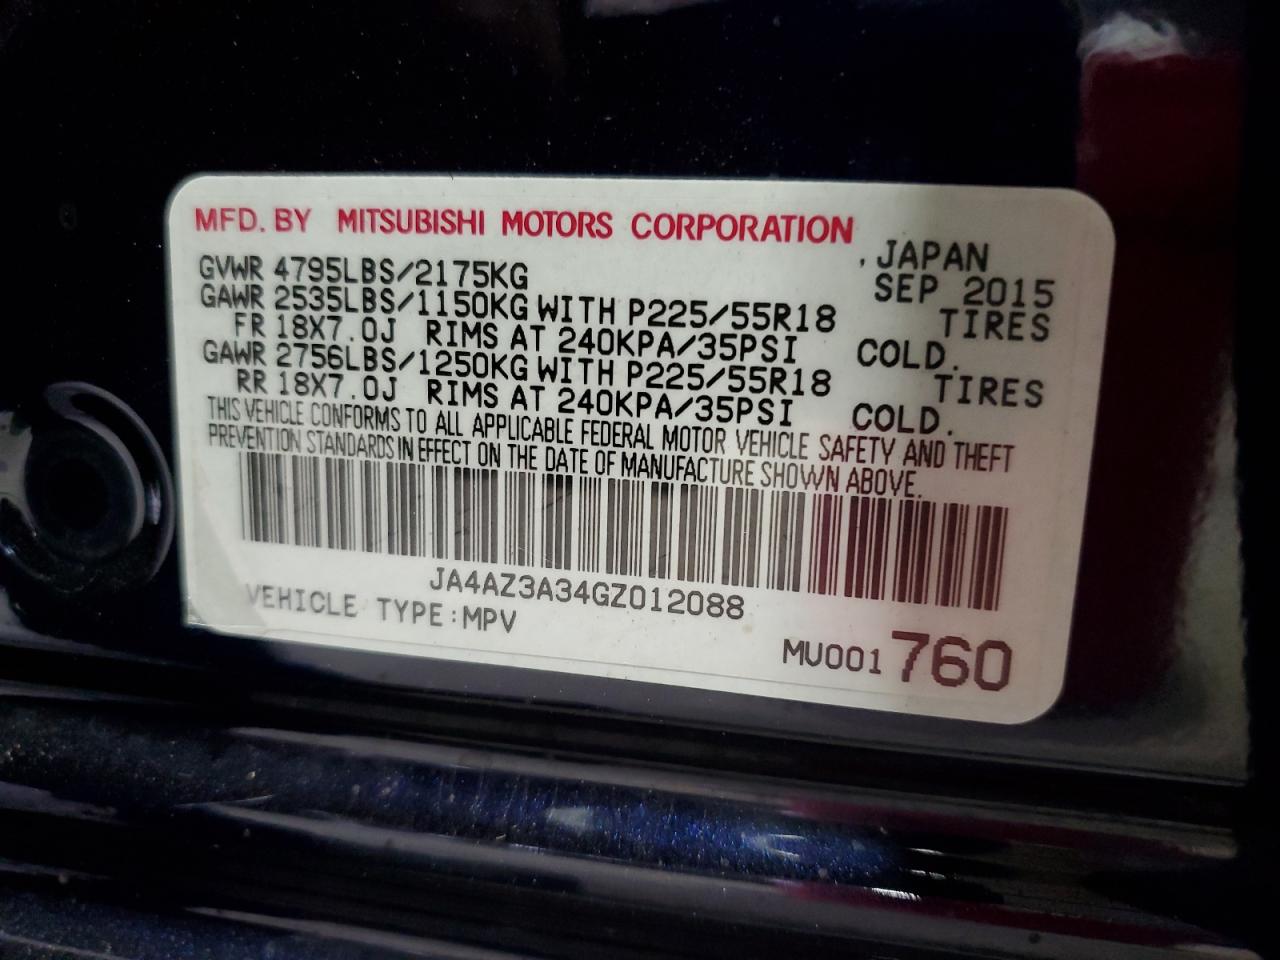 MFD. BY MITSUBISHI MOTORS CORPORATION , JAPAN
GVWR 4795LBS/2175KG SEP 2015
GAWR 2535LBS/1150KG WITH P225/55R18 TIRES
FR 18X7.0J RIMS AT 240KPA/35PSI COLD.
GAWR 2756LBS/1250KG WITH P225/55R18 TIRES
RR 18X7.0J RIMS AT 240KPA/35PSI COLD.
THIS VEHICLE CONFORMS TO ALL APPLICABLE FEDERAL MOTOR VEHICLE SAFETY AND THEFT
PREVENTION STANDARDS IN EFFECT ON THE DATE OF MANUFACTURE SHOWN ABOVE.
JA4AZ3A34GZ012088
VEHICLE TYPE:MPV
MU001 760